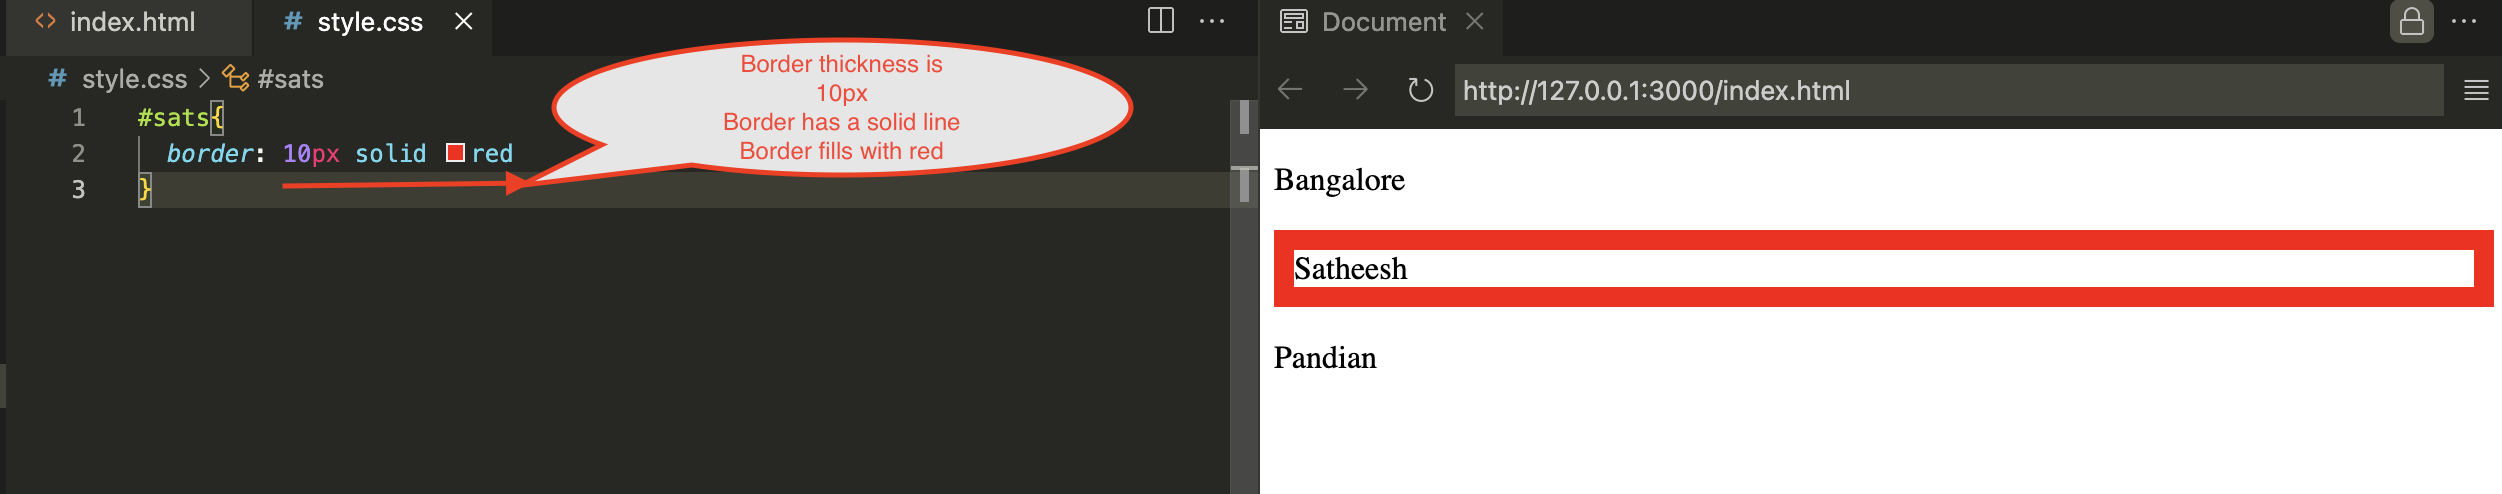 index.html
# style.css
# style.css > #sats
1 #sats{
2 border: 10px solid red
3 }
Border thickness is
10px
Border has a solid line
Border fills with red
Document
http://127.0.0.1:3000/index.html
Bangalore
Satheesh
Pandian